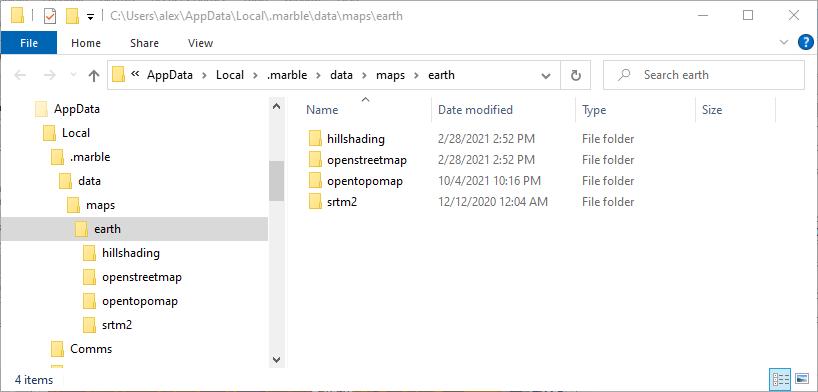 C:\Users\alex\AppData\Local\.marble\data\maps\earth
File Home Share View
« AppData > Local > .marble > data > maps > earth Search earth
AppData
Local
.marble
data
maps
earth
hillshading
openstreetmap
opentopomap
srtm2
Comms
Name Date modified Type Size
hillshading 2/28/2021 2:52 PM File folder
openstreetmap 2/28/2021 2:52 PM File folder
opentopomap 10/4/2021 10:16 PM File folder
srtm2 12/12/2020 12:04 AM File folder
4 items